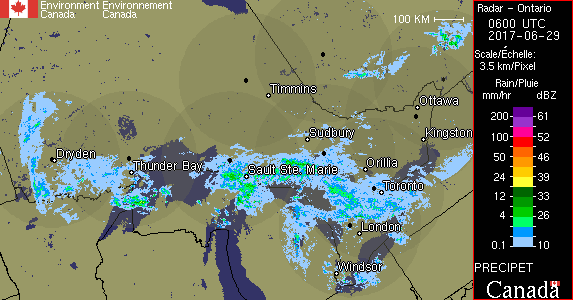 Environment Environnement
Canada Canada
100 KM
Timmins
Ottawa
Sudbury
Kingston
Dryden
Thunder Bay
Sault Ste. Marie
Orillia
Toronto
London
Windsor
Radar - Ontario
0600 UTC
2017-06-29
Scale/Échelle:
3.5 km/Pixel
Rain/Pluie
mm/hr dBZ
200 61
100 52
50 46
24 39
12 33
4 26
0.1 10
PRECIPET
Canada